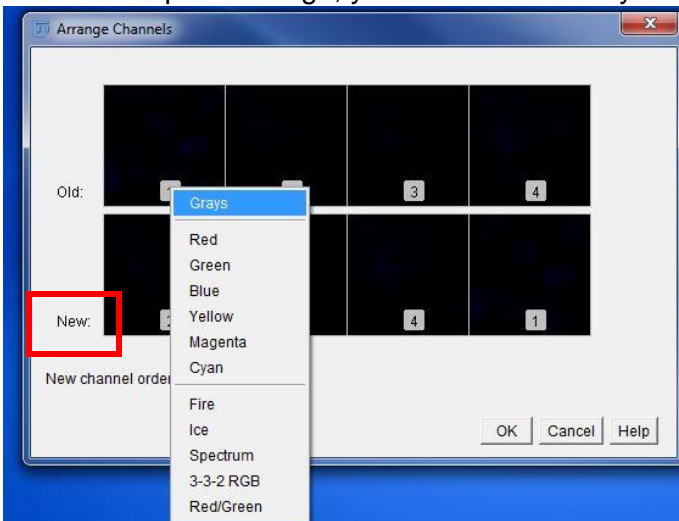 Arrange Channels
Old:
3
4
Grays
Red
Green
Blue
Yellow
Magenta
Cyan
Fire
Ice
Spectrum
3-3-2 RGB
Red/Green
New:
4
1
New channel order
OK Cancel Help